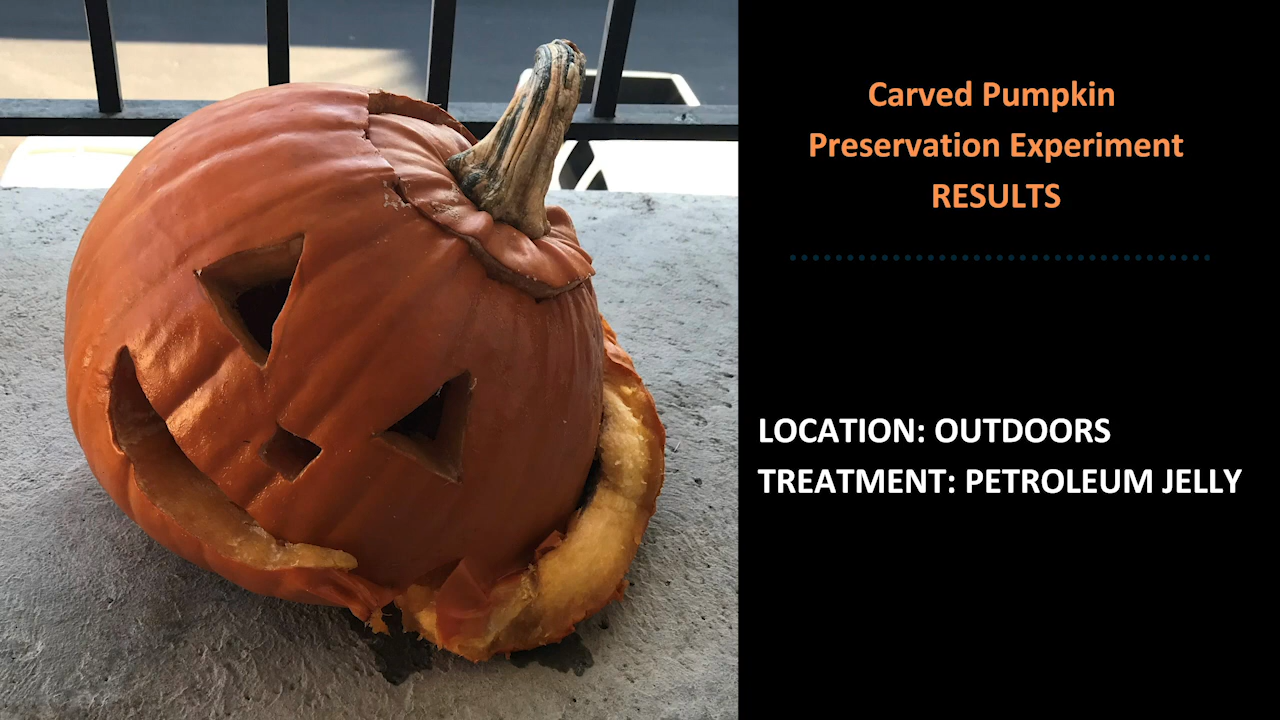 Carved Pumpkin
Preservation Experiment
RESULTS
LOCATION: OUTDOORS
TREATMENT: PETROLEUM JELLY